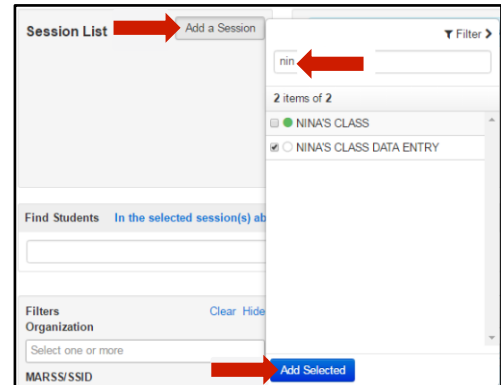 Session List
Add a Session
Filter
nin
2 items of 2
NINA'S CLASS
NINA'S CLASS DATA ENTRY
Find Students In the selected session(s) ab
Filters Clear Hide
Organization
Select one or more
MARSS/SSID
Add Selected